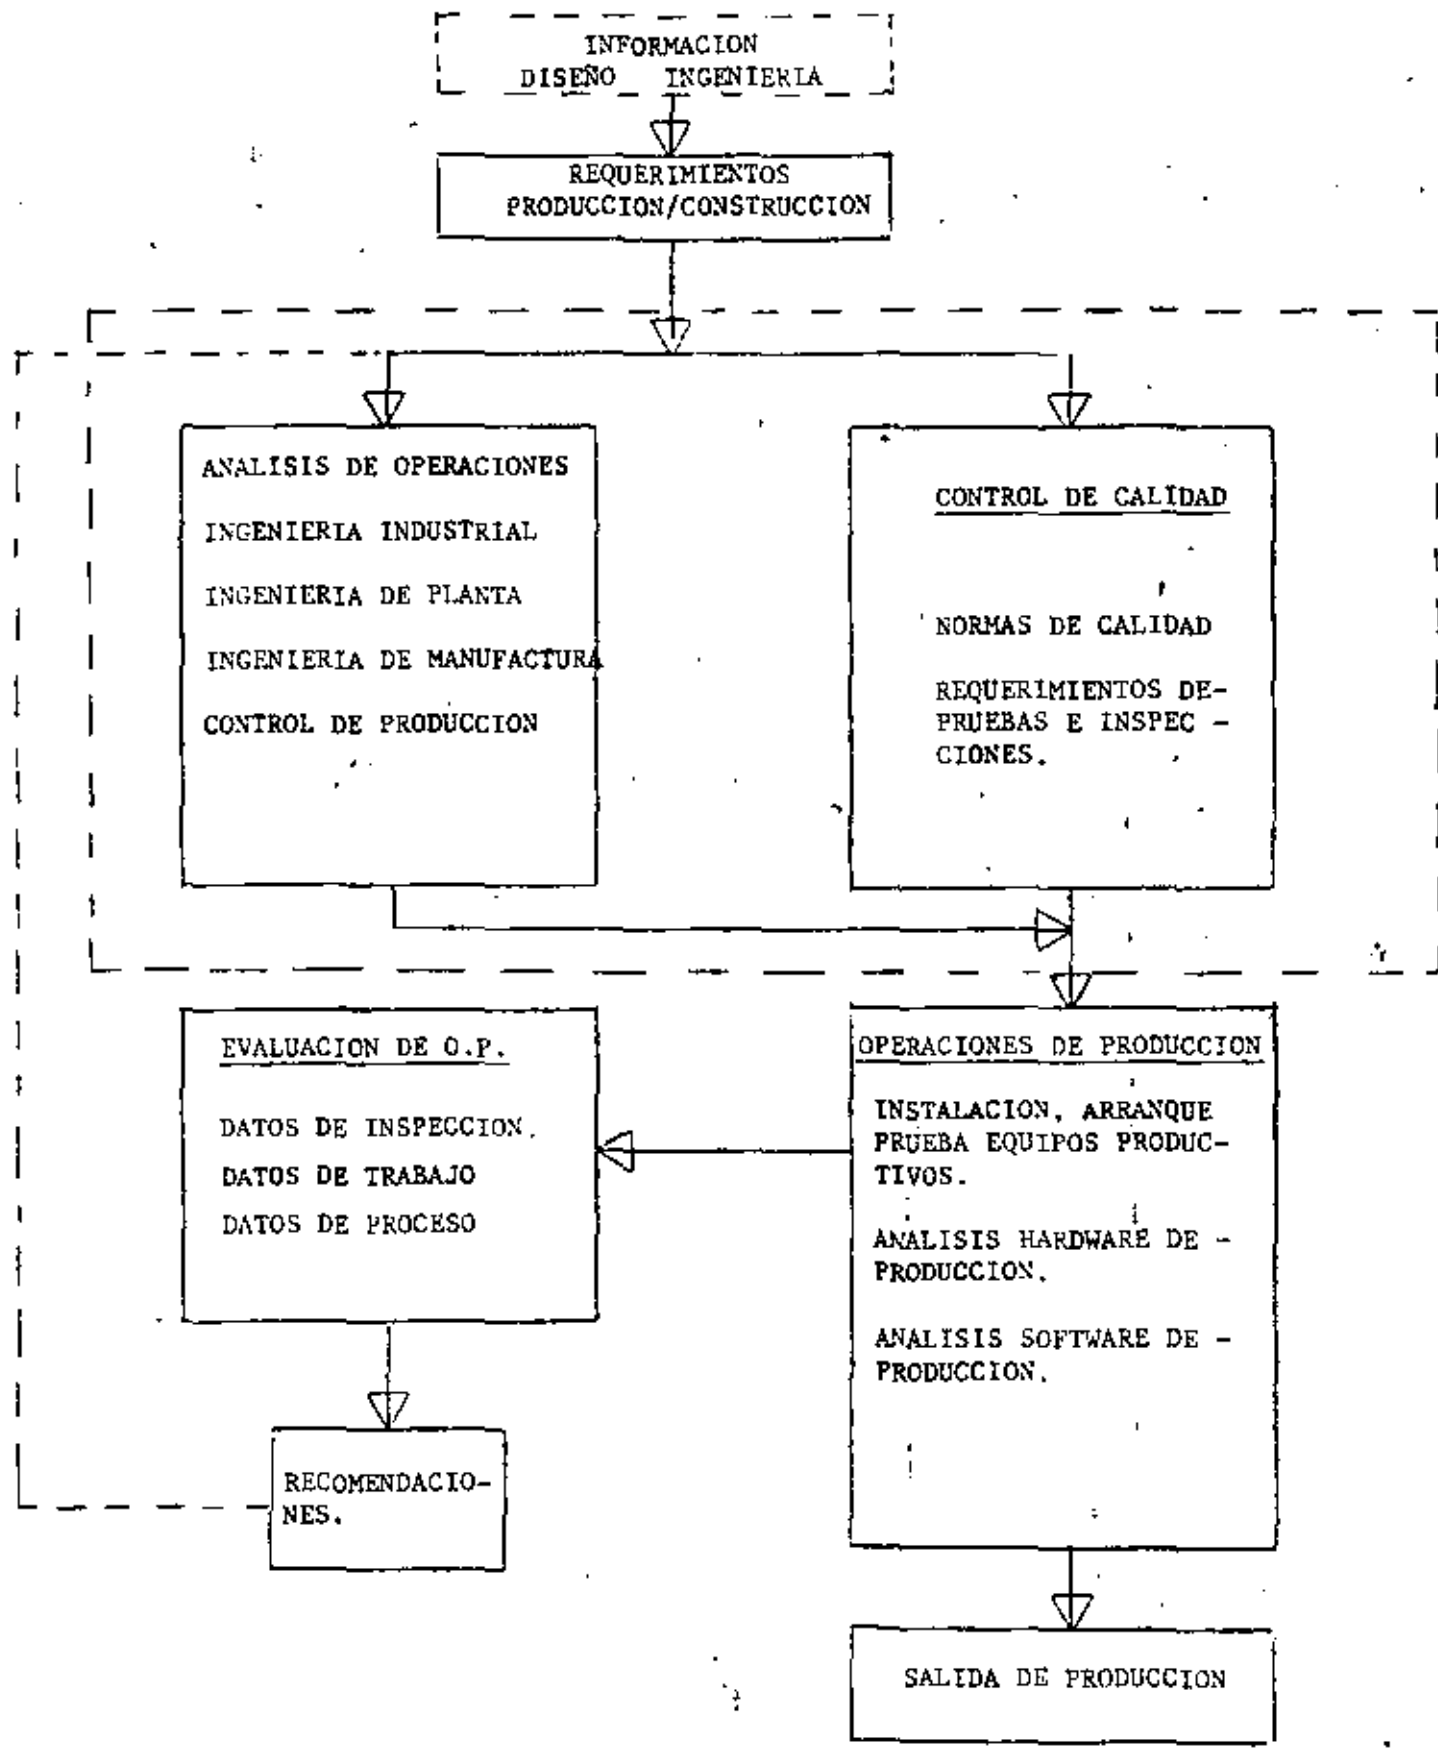 INFORMACION
DISEÑO INGENIERIA
REQUERIMIENTOS
PRODUCCION/CONSTRUCCION
ANALISIS DE OPERACIONES
INGENIERIA INDUSTRIAL
INGENIERIA DE PLANTA
INGENIERIA DE MANUFACTURA
CONTROL DE PRODUCCION
CONTROL DE CALIDAD
NORMAS DE CALIDAD
REQUERIMIENTOS DE-
PRUEBAS E INSPEC -
CIONES.
EVALUACION DE O.P.
DATOS DE INSPECCION.
DATOS DE TRABAJO
DATOS DE PROCESO
OPERACIONES DE PRODUCCION
INSTALACION, ARRANQUE
PRUEBA EQUIPOS PRODUC-
TIVOS.
ANALISIS HARDWARE DE -
PRODUCCION.
ANALISIS SOFTWARE DE -
PRODUCCION.
RECOMENDACIO-
NES.
SALIDA DE PRODUCCION